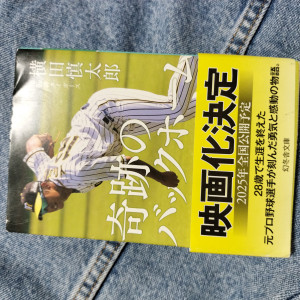 横田慎太郎
奇跡の
バックホーム
映画化決定
2025年全国公開予定
28歳で生涯を終えた
元プロ野球選手が刻んだ勇気と感動の物語。
幻冬舎文庫